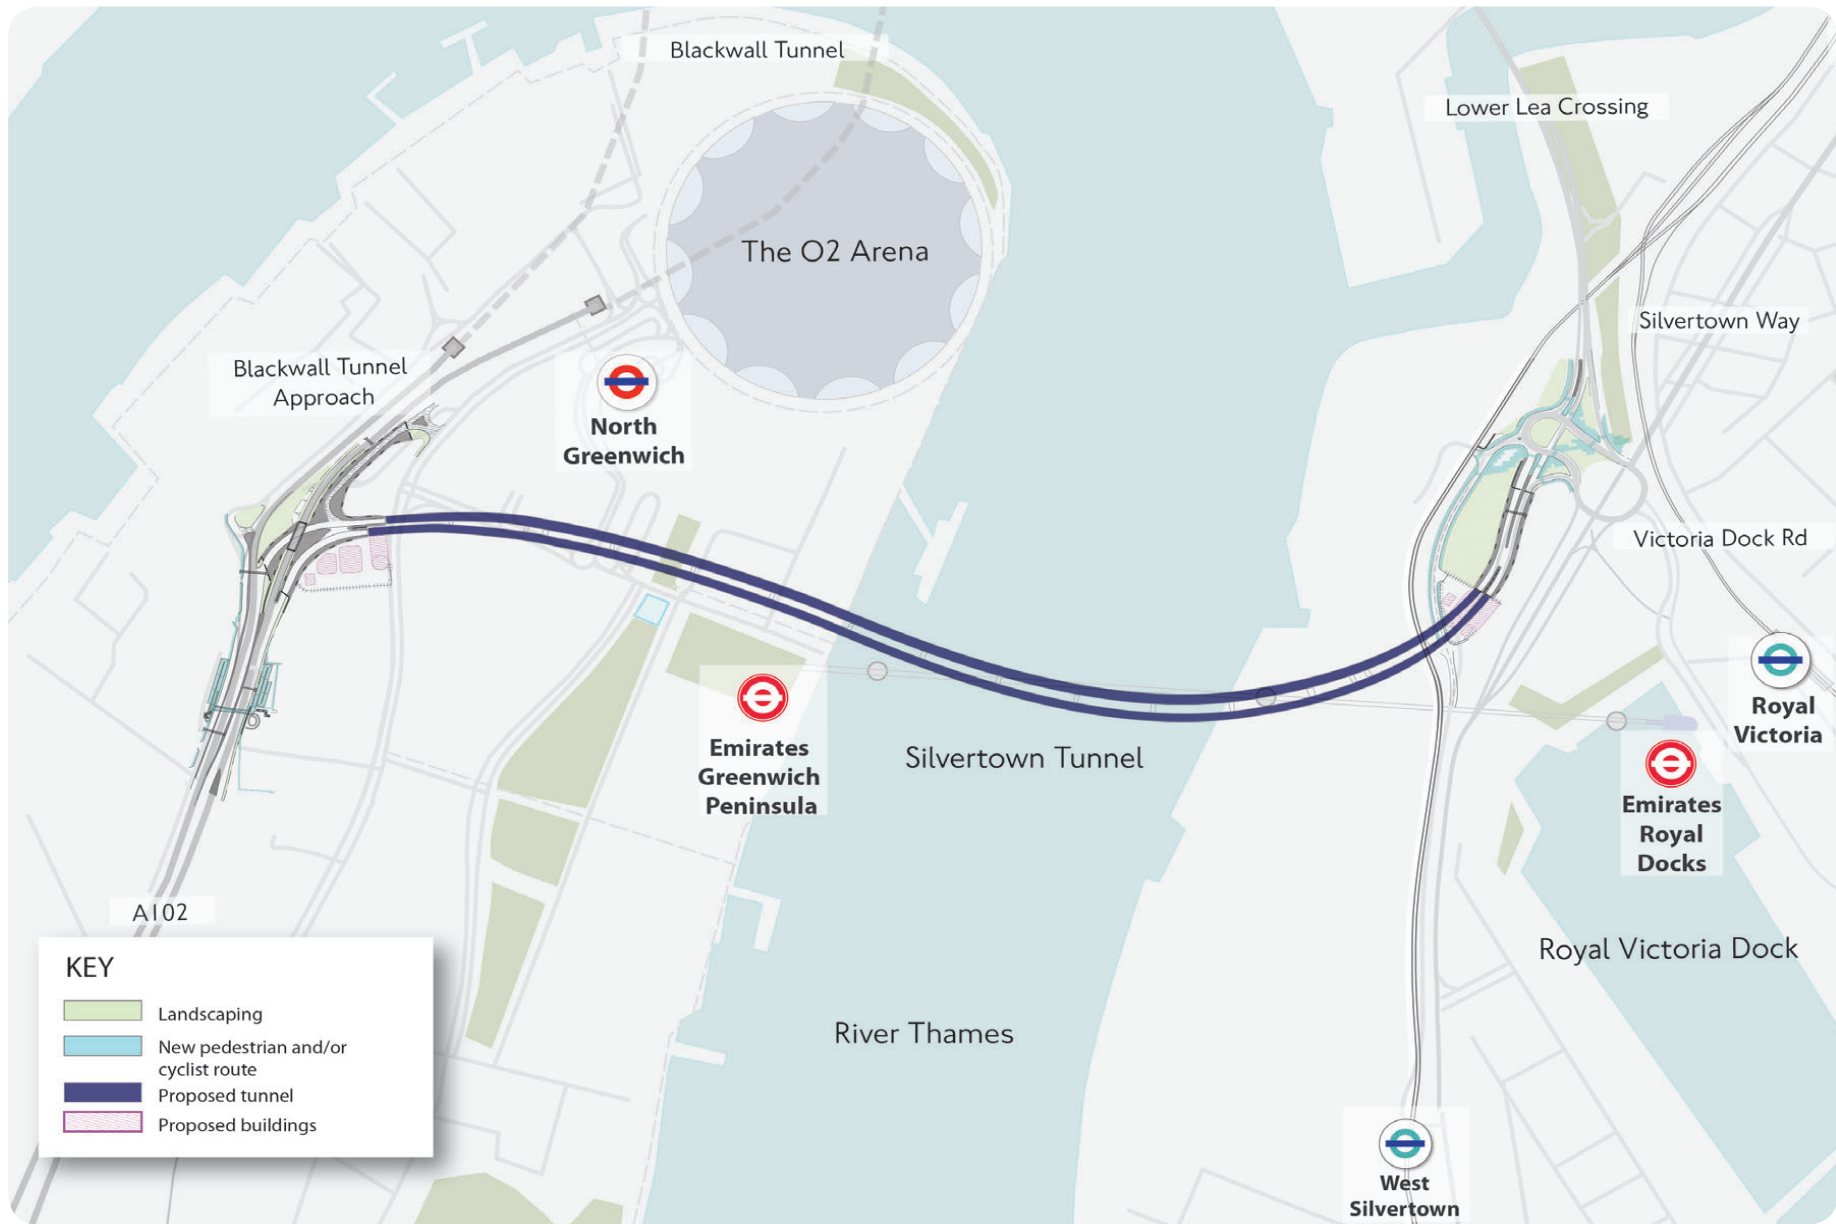 Blackwall Tunnel
Lower Lea Crossing
The O2 Arena
Silvertown Way
Blackwall Tunnel
Approach
North
Greenwich
Victoria Dock Rd
Royal
Victoria
Emirates
Greenwich
Peninsula
Silvertown Tunnel
Emirates
Royal
Docks
A102
Royal Victoria Dock
River Thames
KEY
Landscaping
New pedestrian and/or
cyclist route
Proposed tunnel
Proposed buildings
West
Silvertown